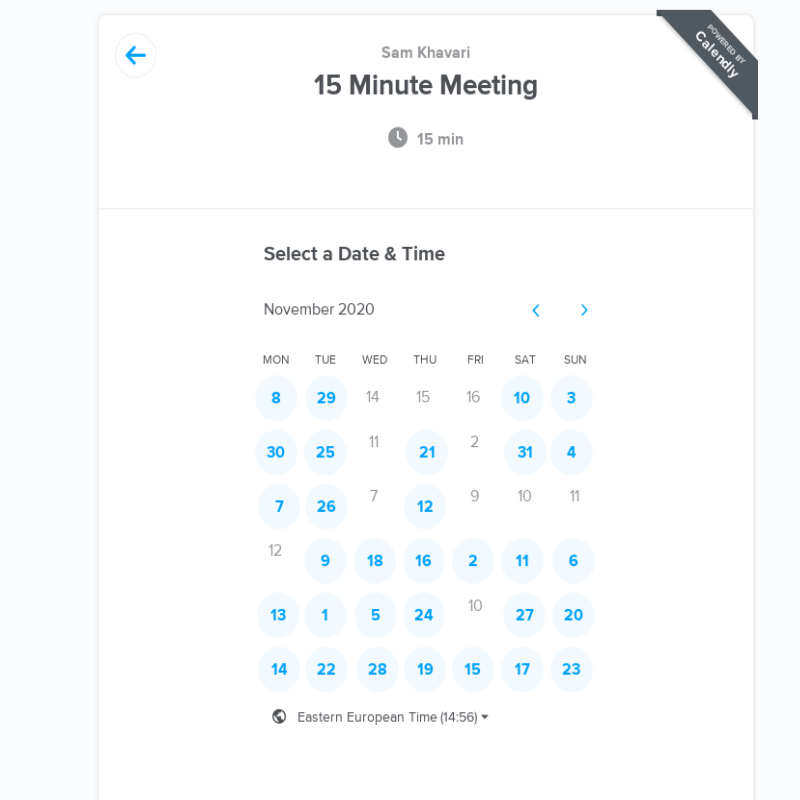 POWERED BY
Calendly
Sam Khavari
15 Minute Meeting
15 min
Select a Date & Time
November 2020
MON TUE WED THU FRI SAT SUN
8 29 14 15 16 10 3
30 25 11 21 2 31 4
7 26 7 12 9 10 11
12 9 18 16 2 11 6
13 1 5 24 10 27 20
14 22 28 19 15 17 23
Eastern European Time (14:56)